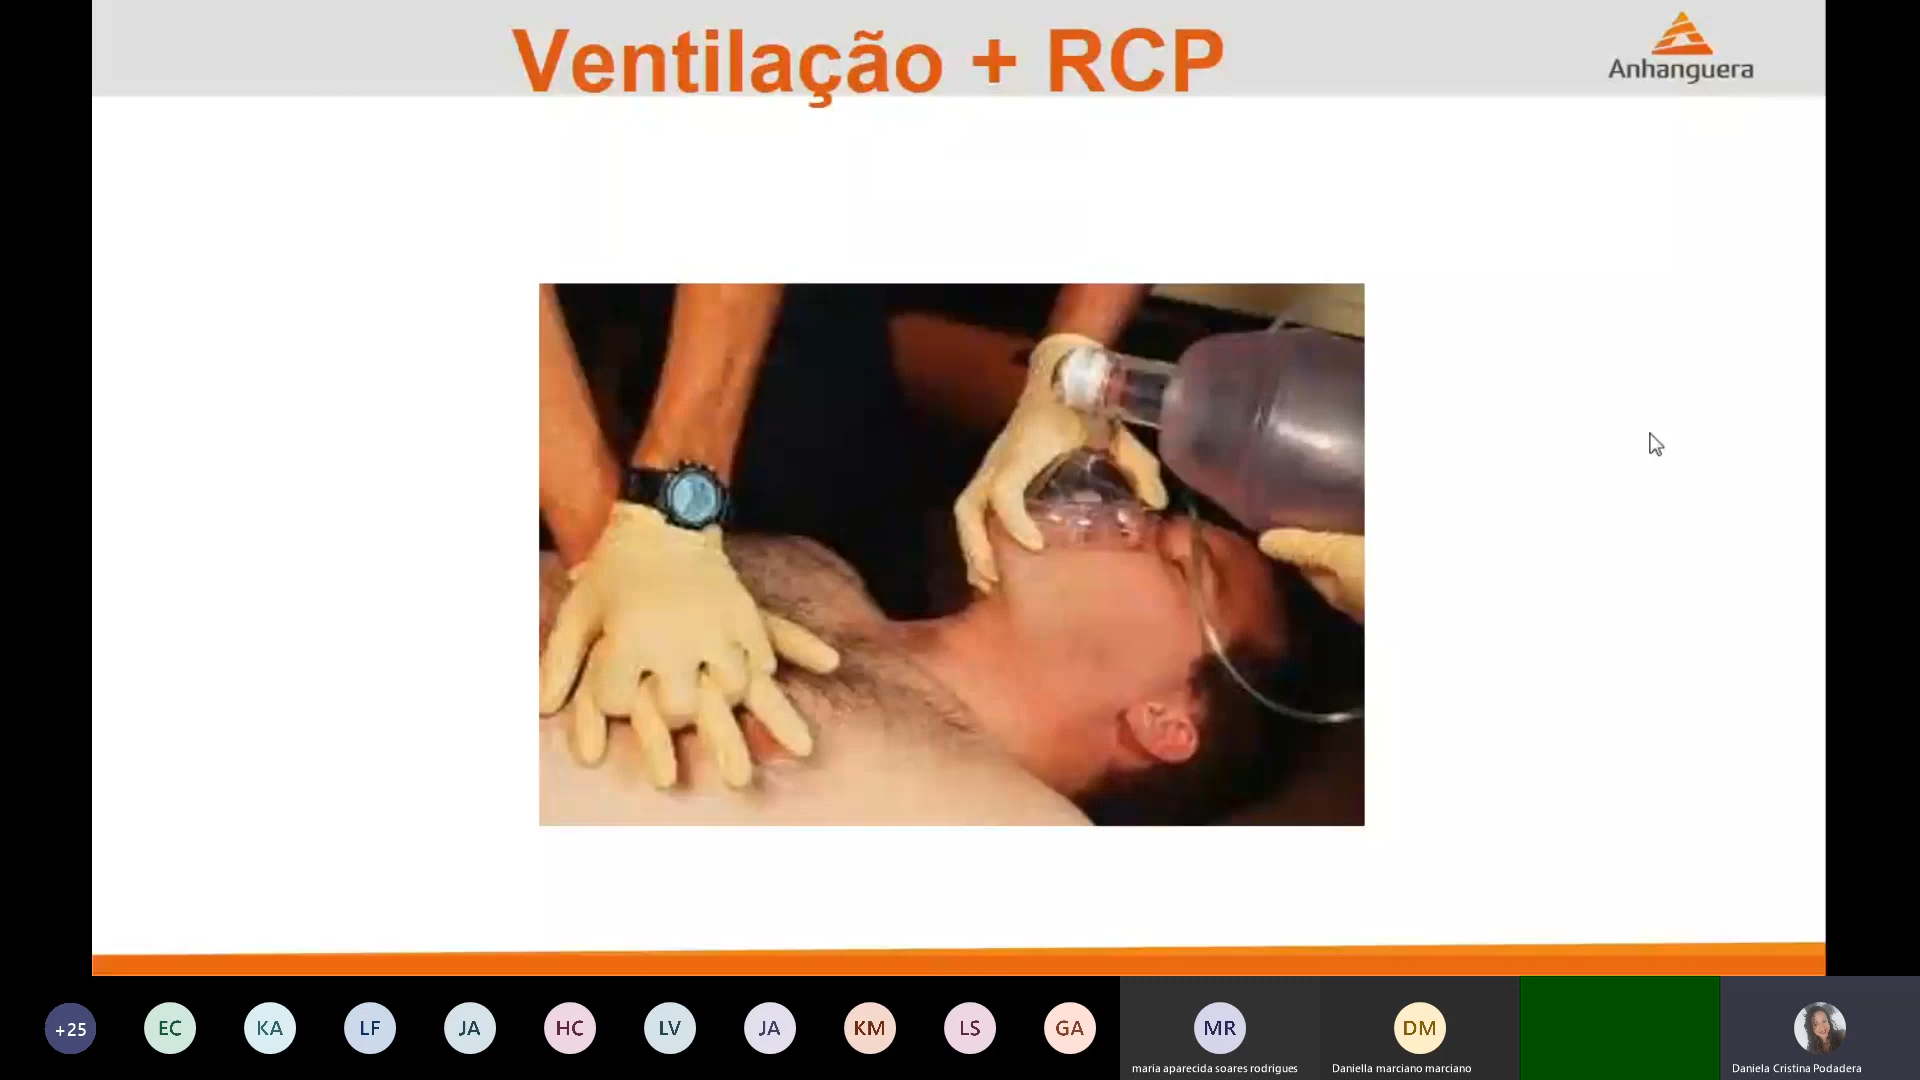 Ventilação + RCP
Anhanguera
+25
EC
KA
LF
JA
HC
LV
JA
KM
LS
GA
MR
DM
maria aparecida soares rodrigues
Daniella marciano marciano
Daniela Cristina Podadera